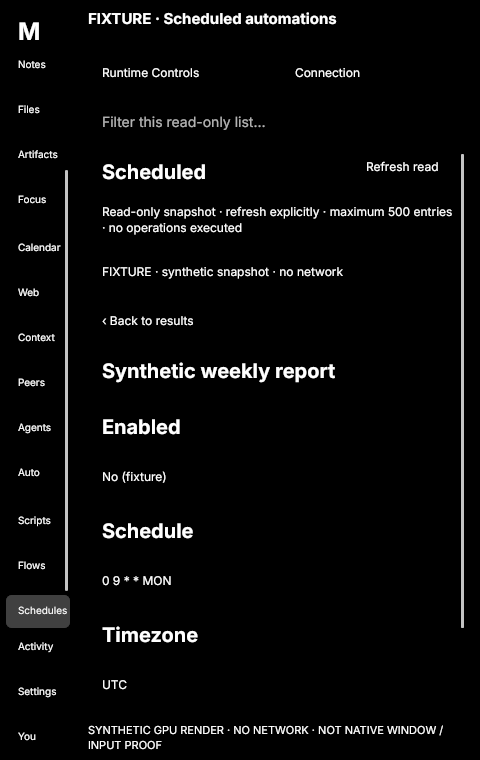 M
Notes
Files
Artifacts
Focus
Calendar
Web
Context
Peers
Agents
Auto
Scripts
Flows
Schedules
Activity
Settings
You
FIXTURE · Scheduled automations
Runtime Controls
Connection
Filter this read-only list...
Scheduled
Refresh read
Read-only snapshot · refresh explicitly · maximum 500 entries
· no operations executed
FIXTURE · synthetic snapshot · no network
‹ Back to results
Synthetic weekly report
Enabled
No (fixture)
Schedule
0 9 * * MON
Timezone
UTC
SYNTHETIC GPU RENDER · NO NETWORK · NOT NATIVE WINDOW /
INPUT PROOF